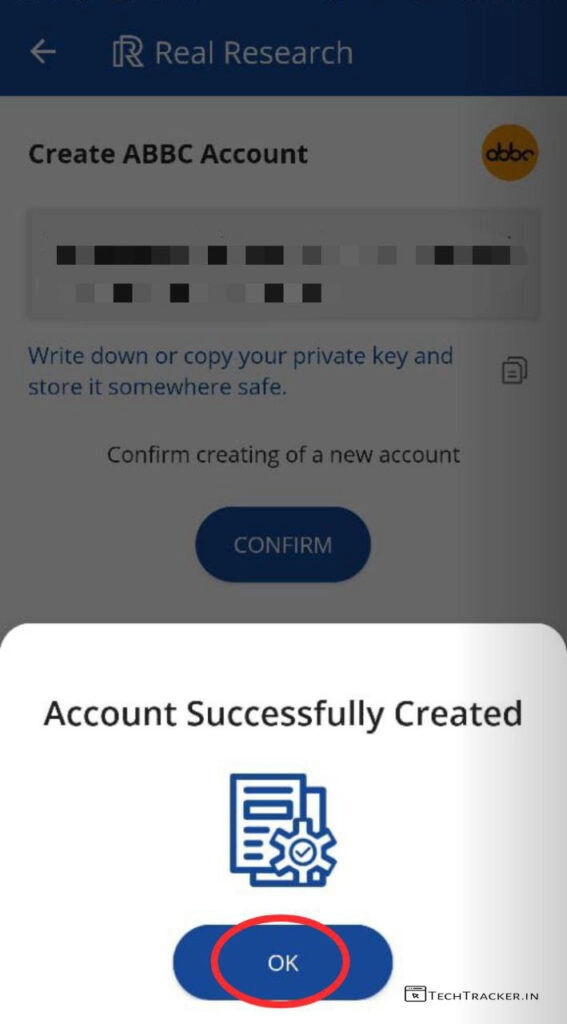 Real Research
Create ABBC Account
abbc
Write down or copy your private key and
store it somewhere safe.
Confirm creating of a new account
CONFIRM
Account Successfully Created
OK
TECHTRACKER.IN